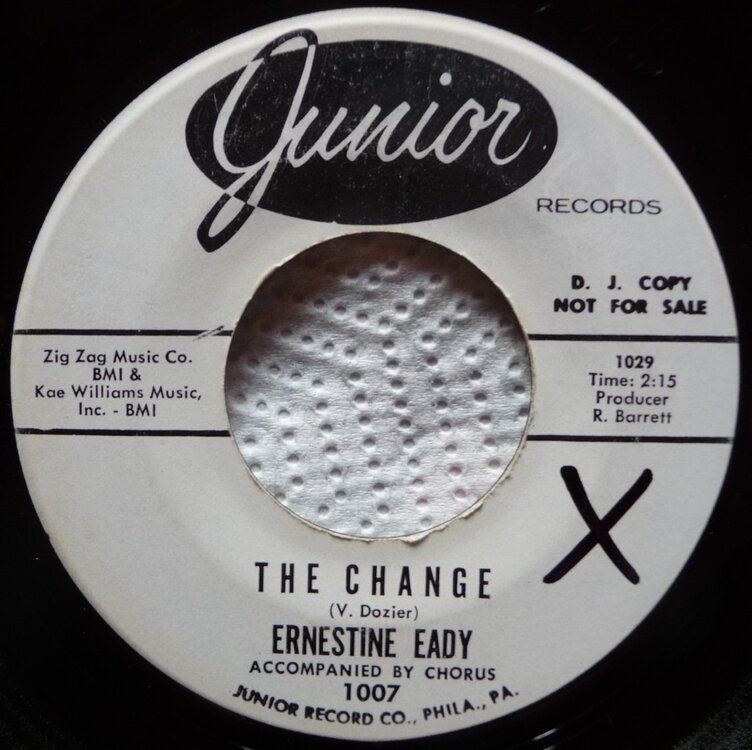 Junior
RECORDS
D. J. COPY
NOT FOR SALE
Zig Zag Music Co.
BMI &
Kae Williams Music,
Inc. - BMI
1029
Time: 2:15
Producer
R. Barrett
X
THE CHANGE
(V. Dozier)
ERNESTINE EADY
ACCOMPANIED BY CHORUS
1007
JUNIOR RECORD CO., PHILA., PA.